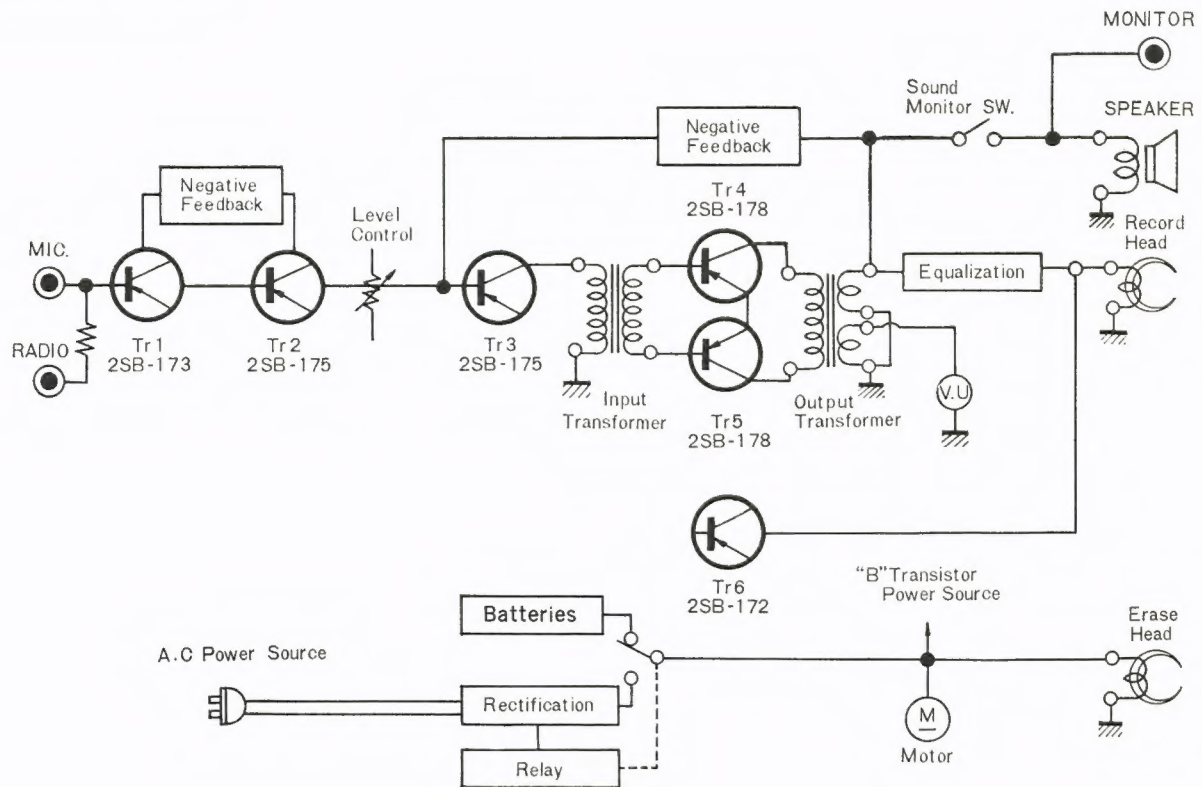 MONITOR
Sound
Monitor SW.
SPEAKER
Negative
Feedback
Tr4
2SB-178
Negative
Feedback
Level
Control
MIC.
Record
Head
Equalization
RADIO
Tr1
2SB-173
Tr2
2SB-175
Tr3
2SB-175
Input
Transformer
Tr5
2SB-178
Output
Transformer
V.U
Tr6
2SB-172
"B" Transistor
Power Source
Batteries
Erase
Head
A.C Power Source
Rectification
M
Motor
Relay